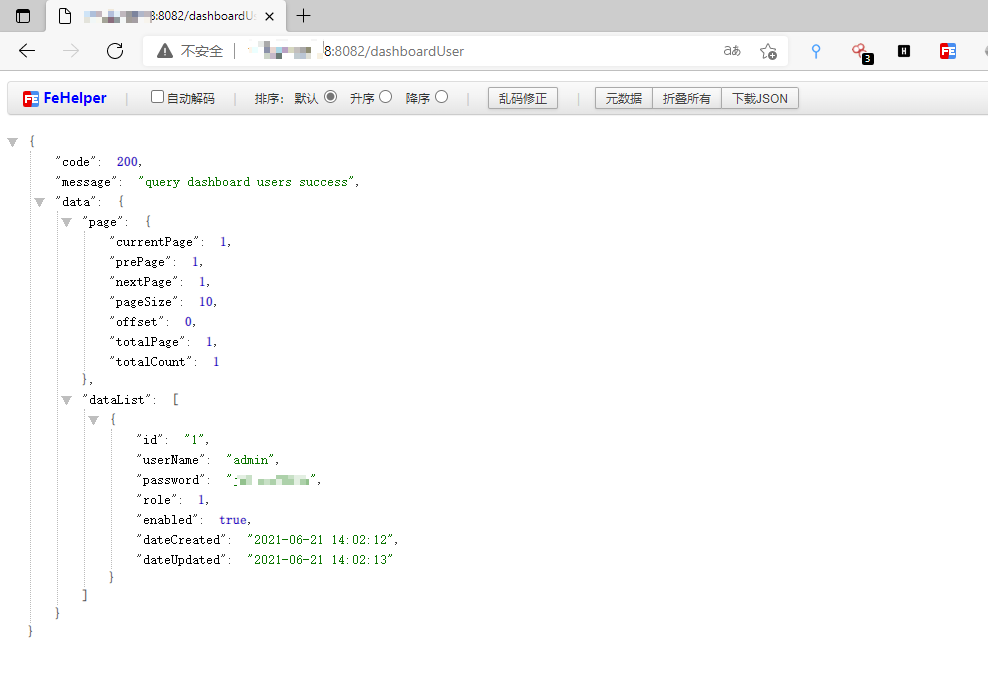 8:8082/dashboardU
不安全 8:8082/dashboardUser aあ 3 H FE
FE FeHelper 自动解码 排序: 默认 升序 降序 乱码修正 元数据 折叠所有 下载JSON
{
"code": 200,
"message": "query dashboard users success",
"data": {
"page": {
"currentPage": 1,
"prePage": 1,
"nextPage": 1,
"pageSize": 10,
"offset": 0,
"totalPage": 1,
"totalCount": 1
},
"dataList": [
{
"id": "1",
"userName": "admin",
"password": "",
"role": 1,
"enabled": true,
"dateCreated": "2021-06-21 14:02:12",
"dateUpdated": "2021-06-21 14:02:13"
}
]
}
}